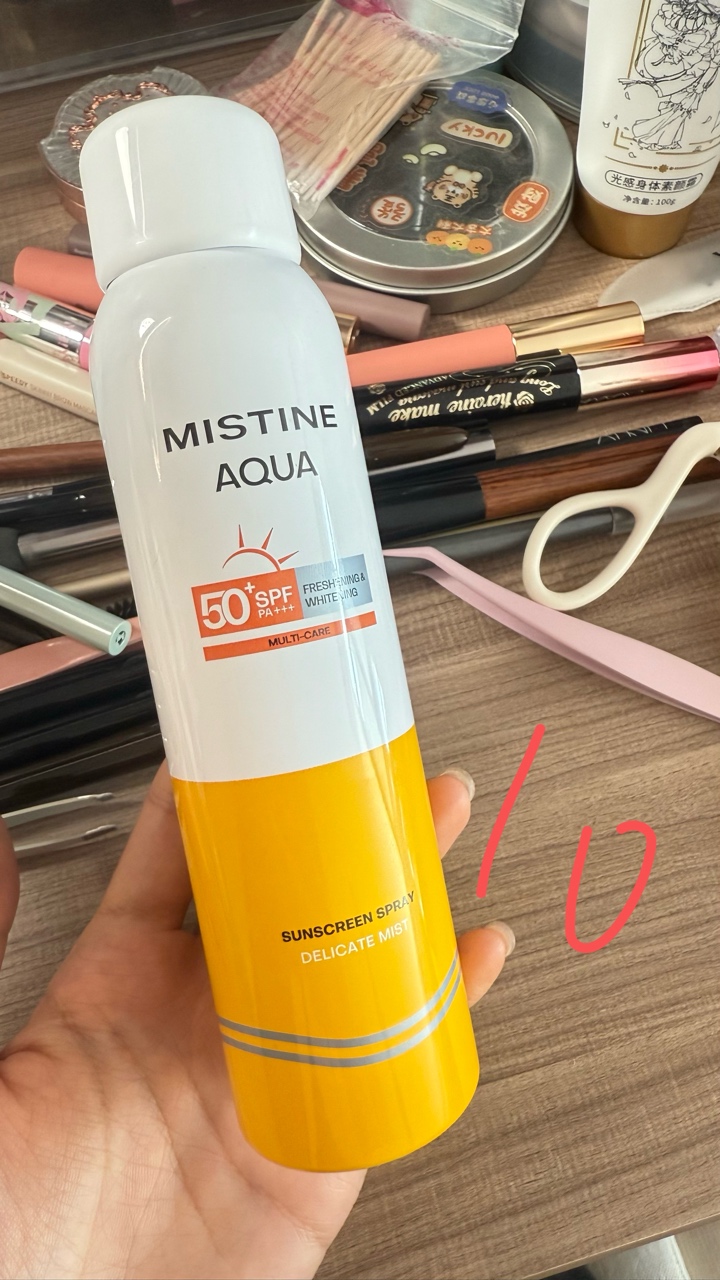 LUCKY
光感身体素颜霜
净含量：100g
SPEEDY
heroine make
MISTINE
AQUA
50+ SPF
PA+++
FRESHENING &
WHITENING
MULTI-CARE
10
SUNSCREEN SPRAY
DELICATE MIST